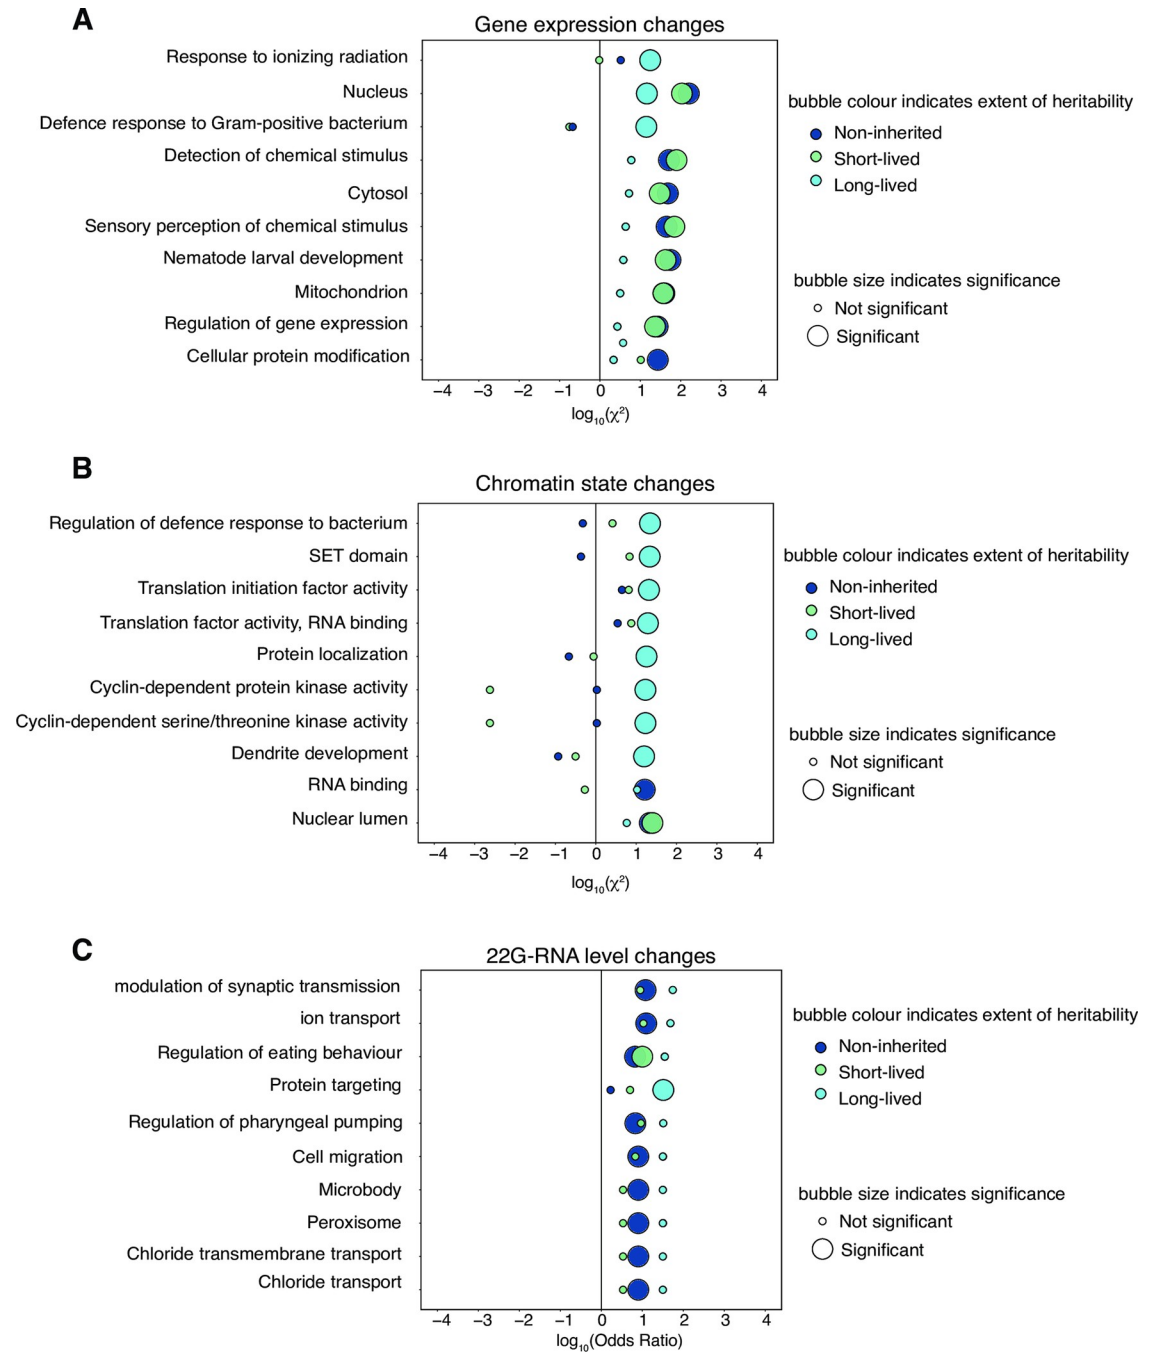 A
Gene expression changes
Response to ionizing radiation
Nucleus
Defence response to Gram-positive bacterium
Detection of chemical stimulus
Cytosol
Sensory perception of chemical stimulus
Nematode larval development
Mitochondrion
Regulation of gene expression
Cellular protein modification
−4 −3 −2 −1 0 1 2 3 4
log10(χ²)
bubble colour indicates extent of heritability
Non-inherited
Short-lived
Long-lived
bubble size indicates significance
Not significant
Significant
B
Chromatin state changes
Regulation of defence response to bacterium
SET domain
Translation initiation factor activity
Translation factor activity, RNA binding
Protein localization
Cyclin-dependent protein kinase activity
Cyclin-dependent serine/threonine kinase activity
Dendrite development
RNA binding
Nuclear lumen
−4 −3 −2 −1 0 1 2 3 4
log10(χ²)
bubble colour indicates extent of heritability
Non-inherited
Short-lived
Long-lived
bubble size indicates significance
Not significant
Significant
C
22G-RNA level changes
modulation of synaptic transmission
ion transport
Regulation of eating behaviour
Protein targeting
Regulation of pharyngeal pumping
Cell migration
Microbody
Peroxisome
Chloride transmembrane transport
Chloride transport
−4 −3 −2 −1 0 1 2 3 4
log10(Odds Ratio)
bubble colour indicates extent of heritability
Non-inherited
Short-lived
Long-lived
bubble size indicates significance
Not significant
Significant